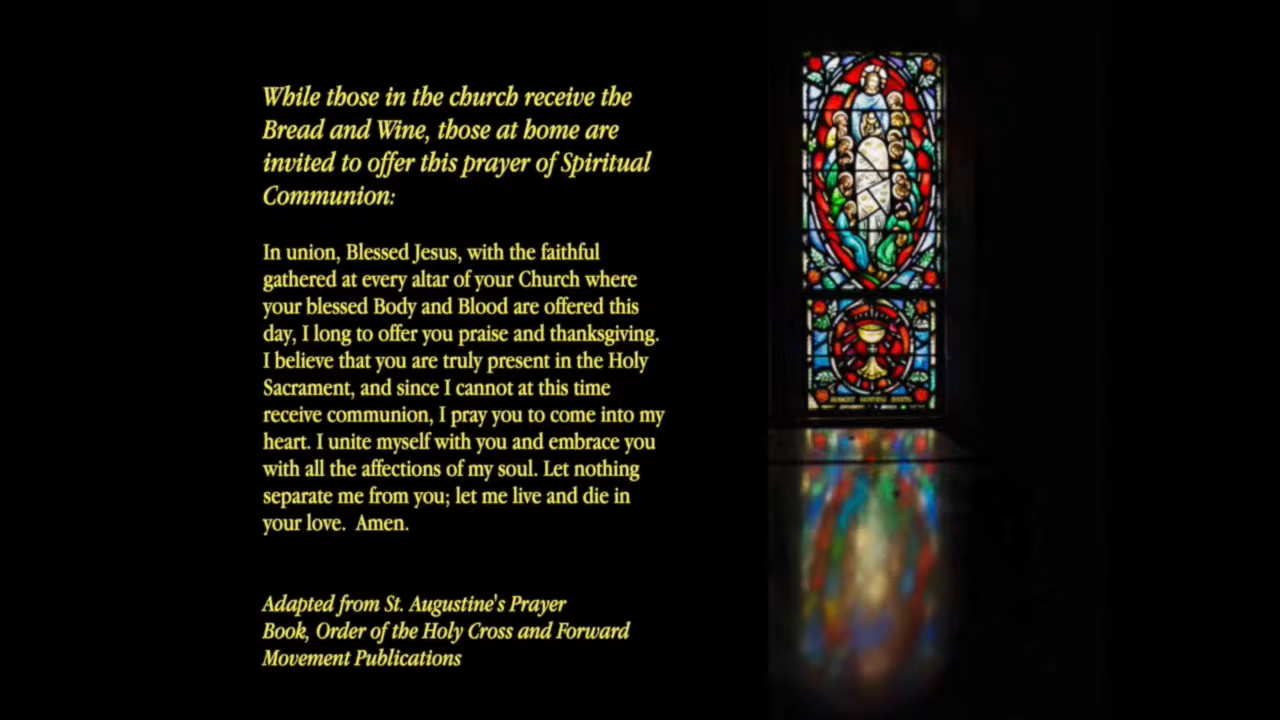 While those in the church receive the
Bread and Wine, those at home are
invited to offer this prayer of Spiritual
Communion:
In union, Blessed Jesus, with the faithful
gathered at every altar of your Church where
your blessed Body and Blood are offered this
day, I long to offer you praise and thanksgiving.
I believe that you are truly present in the Holy
Sacrament, and since I cannot at this time
receive communion, I pray you to come into my
heart. I unite myself with you and embrace you
with all the affections of my soul. Let nothing
separate me from you; let me live and die in
your love.  Amen.
Adapted from St. Augustine's Prayer
Book, Order of the Holy Cross and Forward
Movement Publications